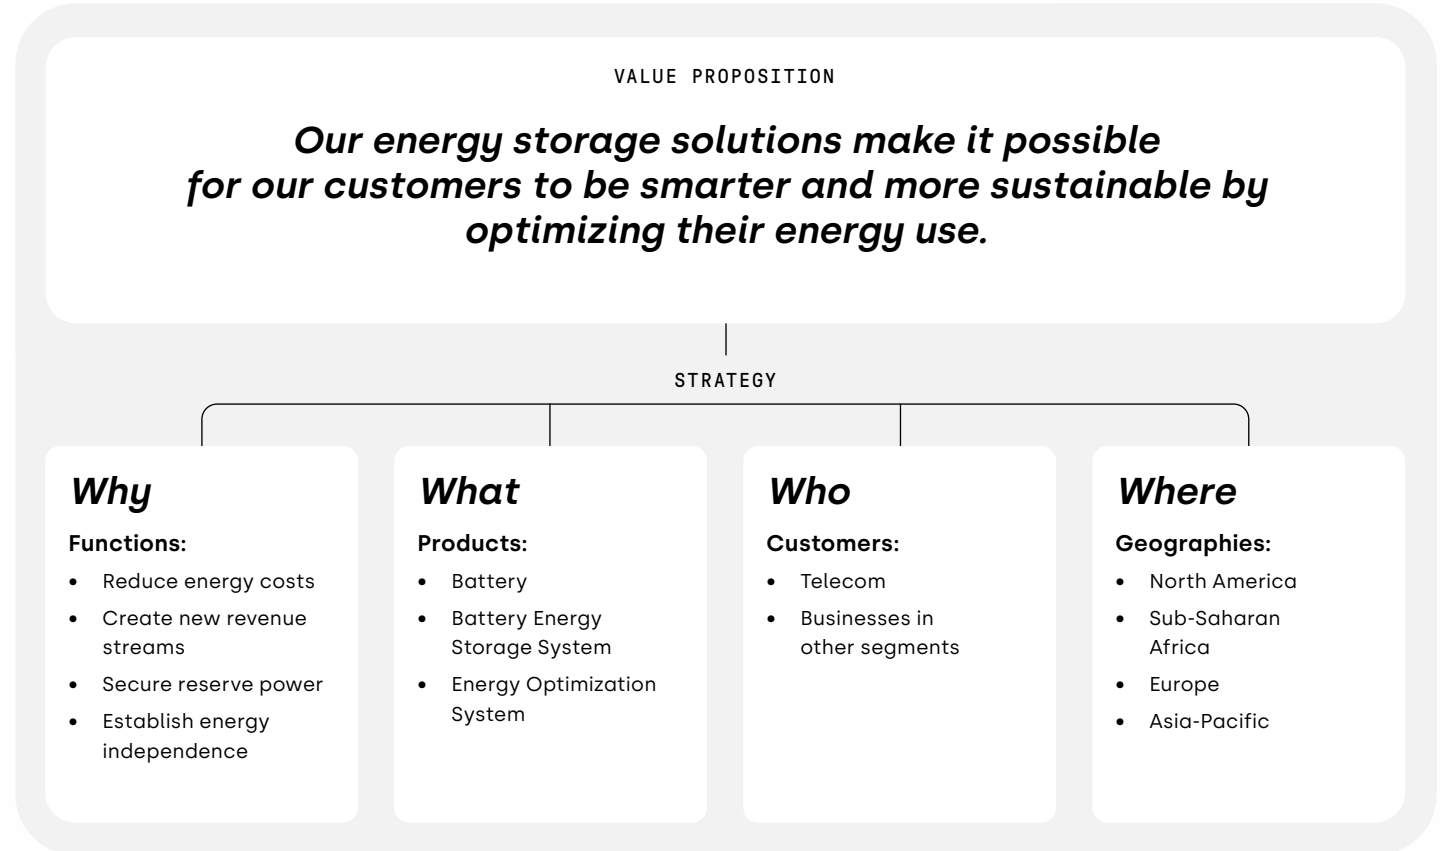 VALUE PROPOSITION
Our energy storage solutions make it possible
for our customers to be smarter and more sustainable by
optimizing their energy use.
STRATEGY
Why
Functions:
• Reduce energy costs
• Create new revenue
streams
• Secure reserve power
• Establish energy
independence
What
Products:
• Battery
• Battery Energy
Storage System
• Energy Optimization
System
Who
Customers:
• Telecom
• Businesses in
other segments
Where
Geographies:
• North America
• Sub-Saharan
Africa
• Europe
• Asia-Pacific